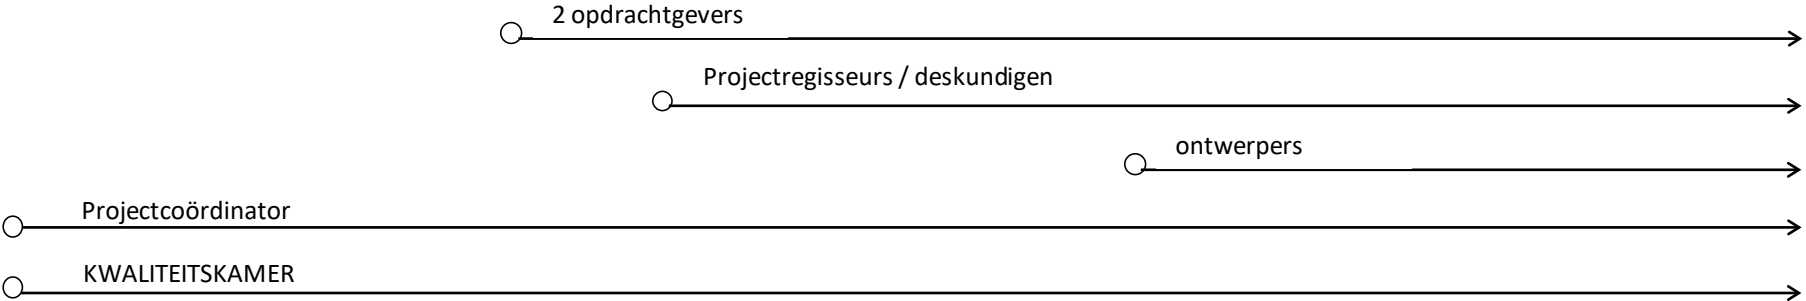 2 opdrachtgevers
Projectregisseurs / deskundigen
ontwerpers
Projectcoördinator
KWALITEITSKAMER